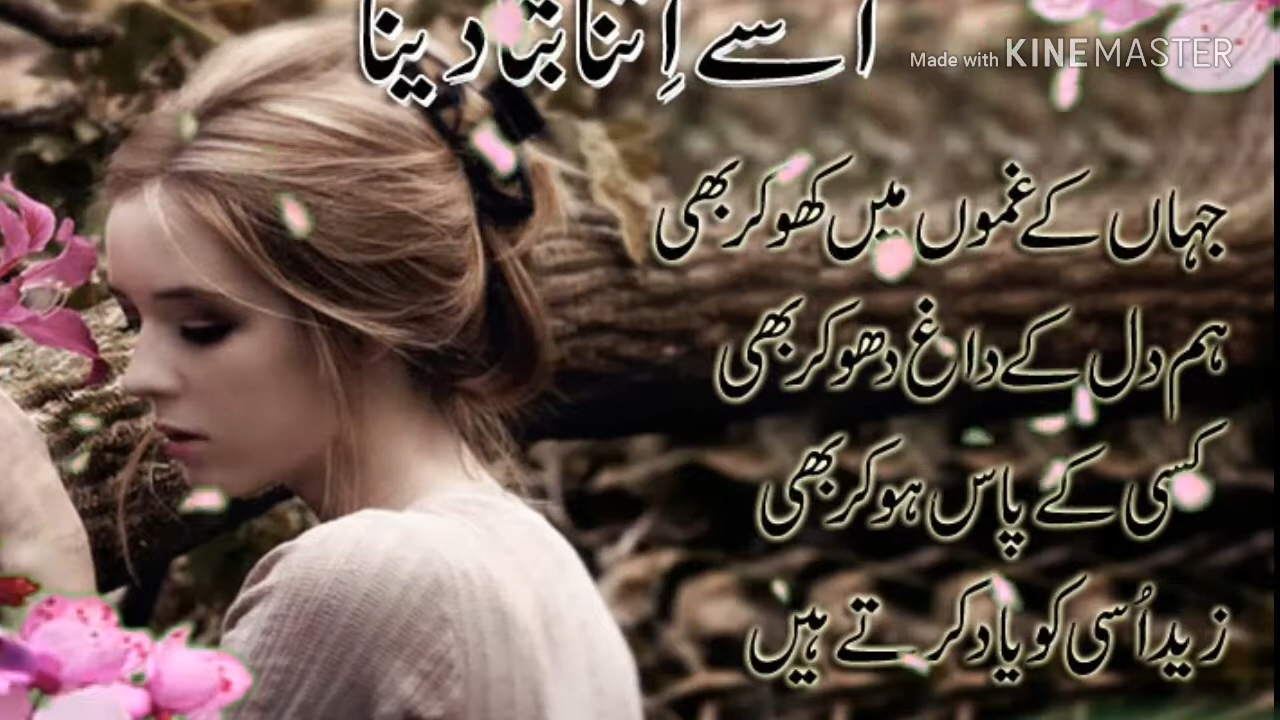 اسے اِتنا بتا دینا
Made with KINEMASTER
جہاں کے غموں میں کھو کر بھی
ہم دل کے داغ دھو کر بھی
کسی کے پاس ہو کر بھی
زید اُسی کو یاد کرتے ہیں